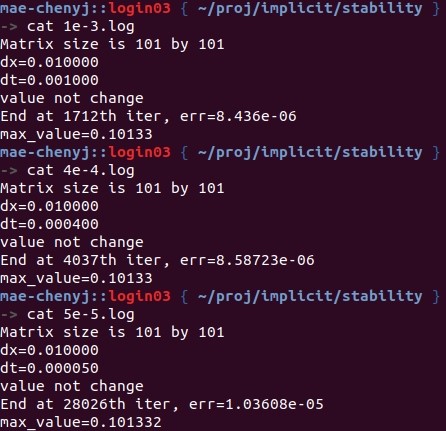 mae-chenyj::login03 { ~/proj/implicit/stability }
-> cat 1e-3.log
Matrix size is 101 by 101
dx=0.010000
dt=0.001000
value not change
End at 1712th iter, err=8.436e-06
max_value=0.10133
mae-chenyj::login03 { ~/proj/implicit/stability }
-> cat 4e-4.log
Matrix size is 101 by 101
dx=0.010000
dt=0.000400
value not change
End at 4037th iter, err=8.58723e-06
max_value=0.10133
mae-chenyj::login03 { ~/proj/implicit/stability }
-> cat 5e-5.log
Matrix size is 101 by 101
dx=0.010000
dt=0.000050
value not change
End at 28026th iter, err=1.03608e-05
max_value=0.101332